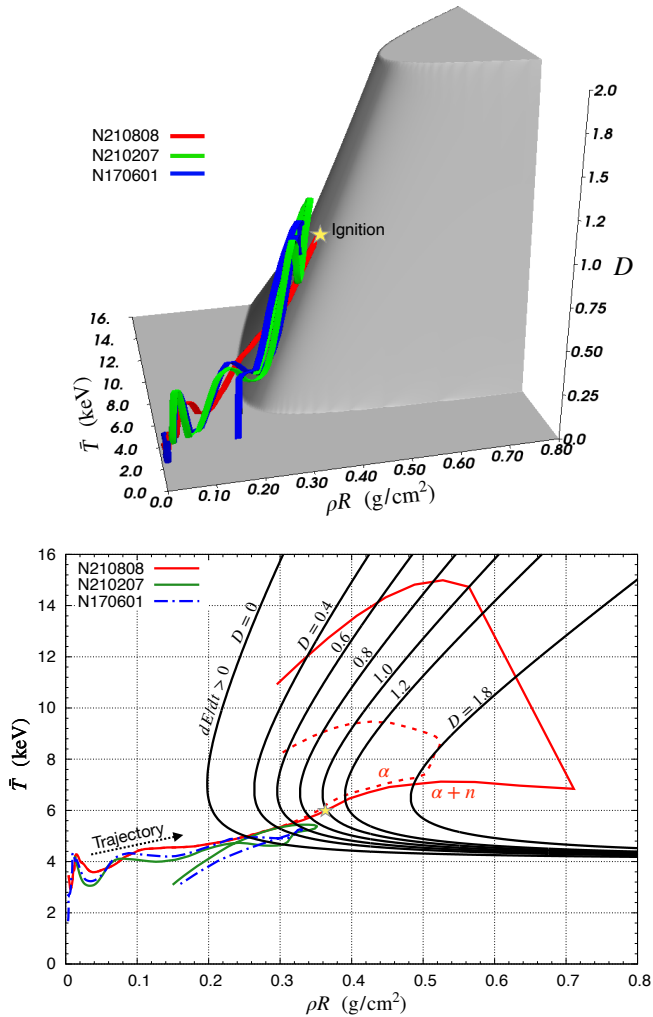 N210808
N210207
N170601
Ignition
2.0
1.8
1.5
1.2
1.0
0.75
0.50
0.25
0.0
D
16.
14.
12.
10.
8.0
6.0
4.0
2.0
0.0
T̄ (keV)
0.0
0.10
0.20
0.30
0.40
0.50
0.60
0.70
0.80
ρR (g/cm²)
N210808
N210207
N170601
16
14
12
10
8
6
4
2
0
T̄ (keV)
dE/dt > 0
D = 0
D = 0.4
0.6
0.8
1.0
1.2
D = 1.8
α
α + n
Trajectory
0
0.1
0.2
0.3
0.4
0.5
0.6
0.7
0.8
ρR (g/cm²)